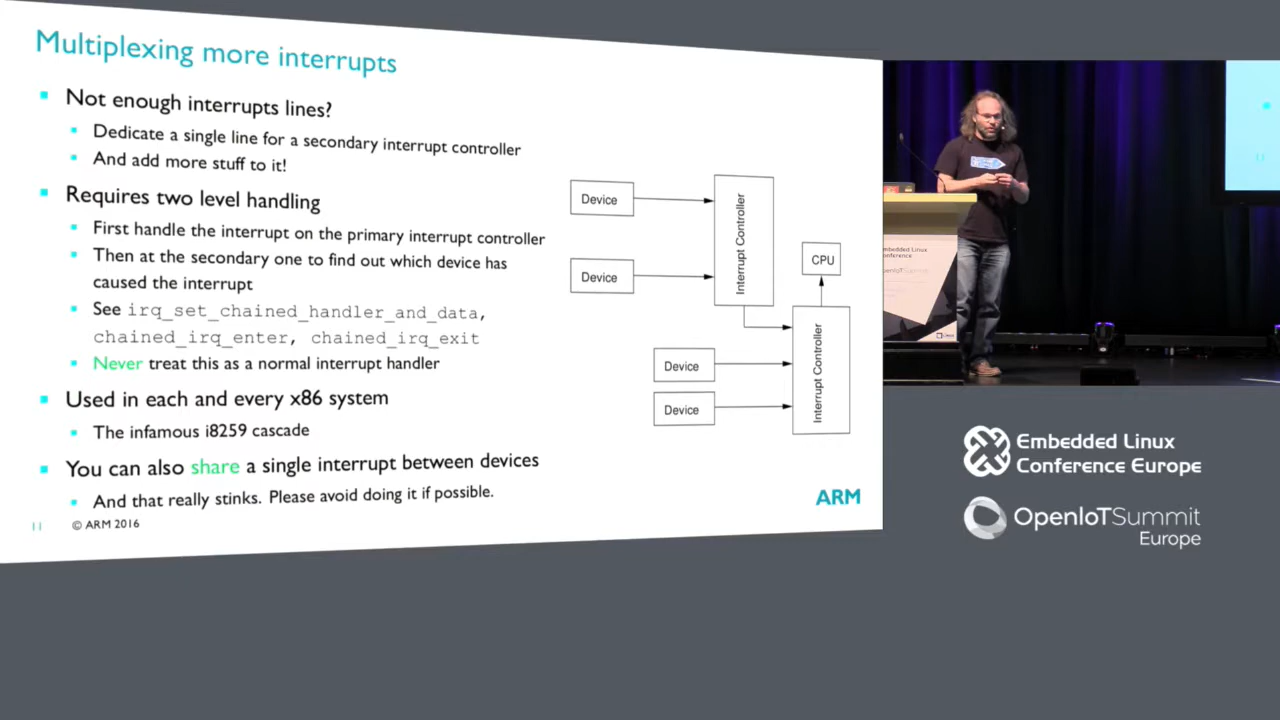 Multiplexing more interrupts
Not enough interrupts lines?
Dedicate a single line for a secondary interrupt controller
And add more stuff to it!
Requires two level handling
First handle the interrupt on the primary interrupt controller
Then at the secondary one to find out which device has
caused the interrupt
See irq_set_chained_handler_and_data,
chained_irq_enter, chained_irq_exit
Never treat this as a normal interrupt handler
Used in each and every x86 system
The infamous i8259 cascade
You can also share a single interrupt between devices
And that really stinks. Please avoid doing it if possible.
11
© ARM 2016
ARM
Device
Device
Interrupt Controller
CPU
Device
Device
Interrupt Controller
Embedded Linux
Conference Europe
OpenIoTSummit
Europe